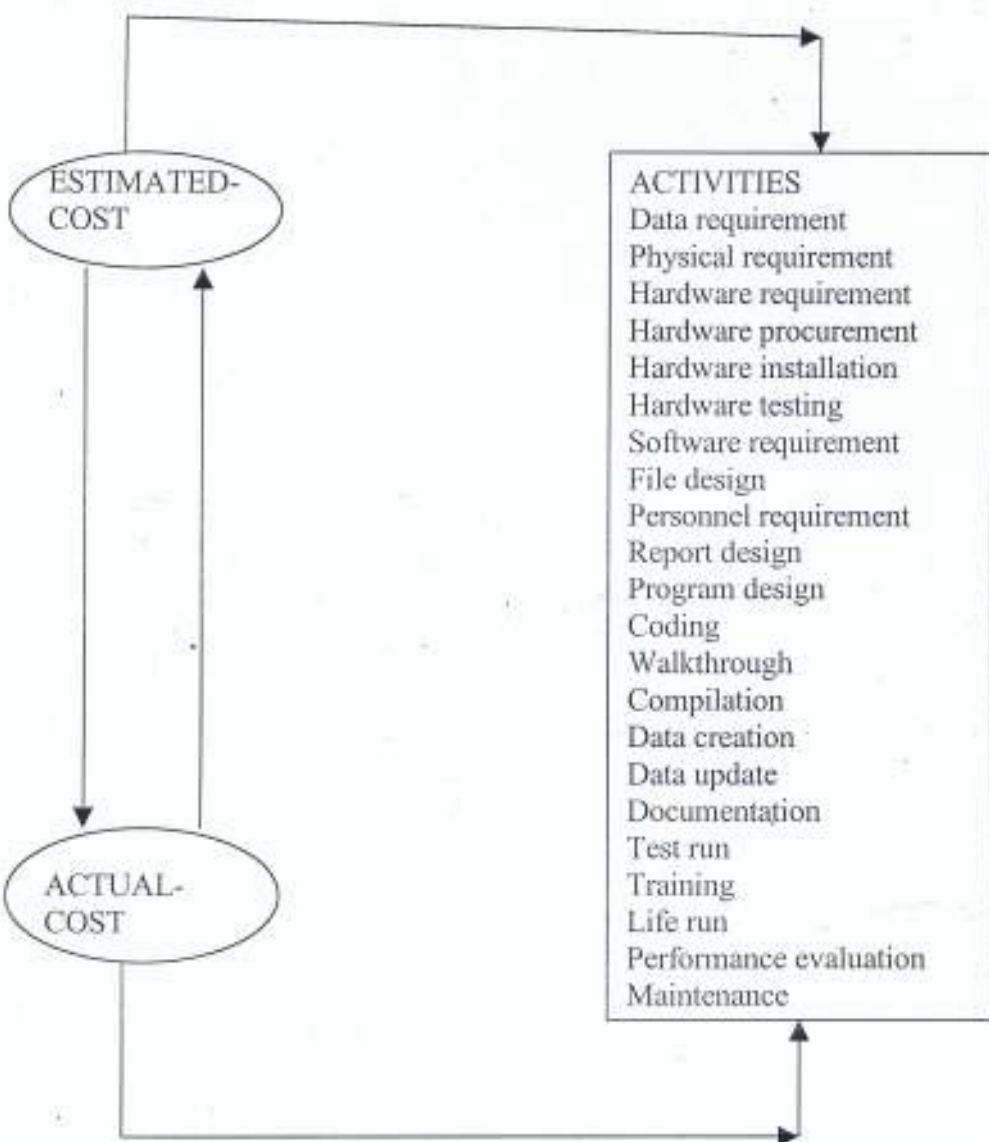 ESTIMATED-
COST
ACTIVITIES
Data requirement
Physical requirement
Hardware requirement
Hardware procurement
Hardware installation
Hardware testing
Software requirement
File design
Personnel requirement
Report design
Program design
Coding
Walkthrough
Compilation
Data creation
Data update
Documentation
Test run
Training
Life run
Performance evaluation
Maintenance
ACTUAL-
COST